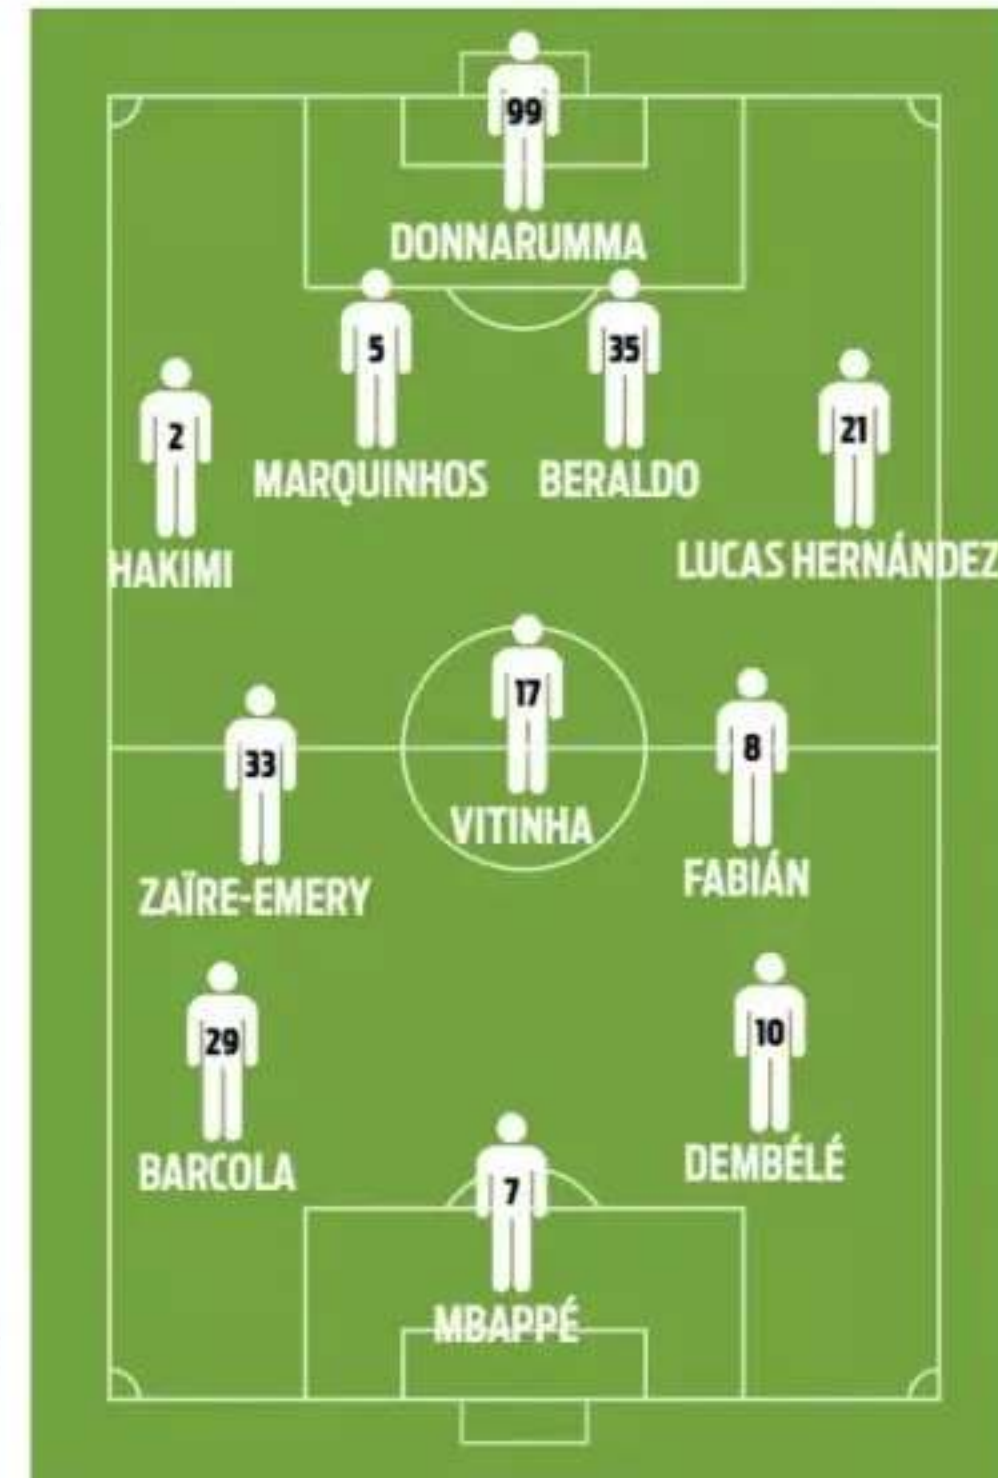 99
DONNARUMMA
5
35
MARQUINHOS
BERALDO
2
21
HAKIMI
LUCAS HERNÁNDEZ
17
33
8
VITINHA
ZAÏRE-EMERY
FABIÁN
29
10
BARCOLA
DEMBÉLÉ
7
MBAPPÉ